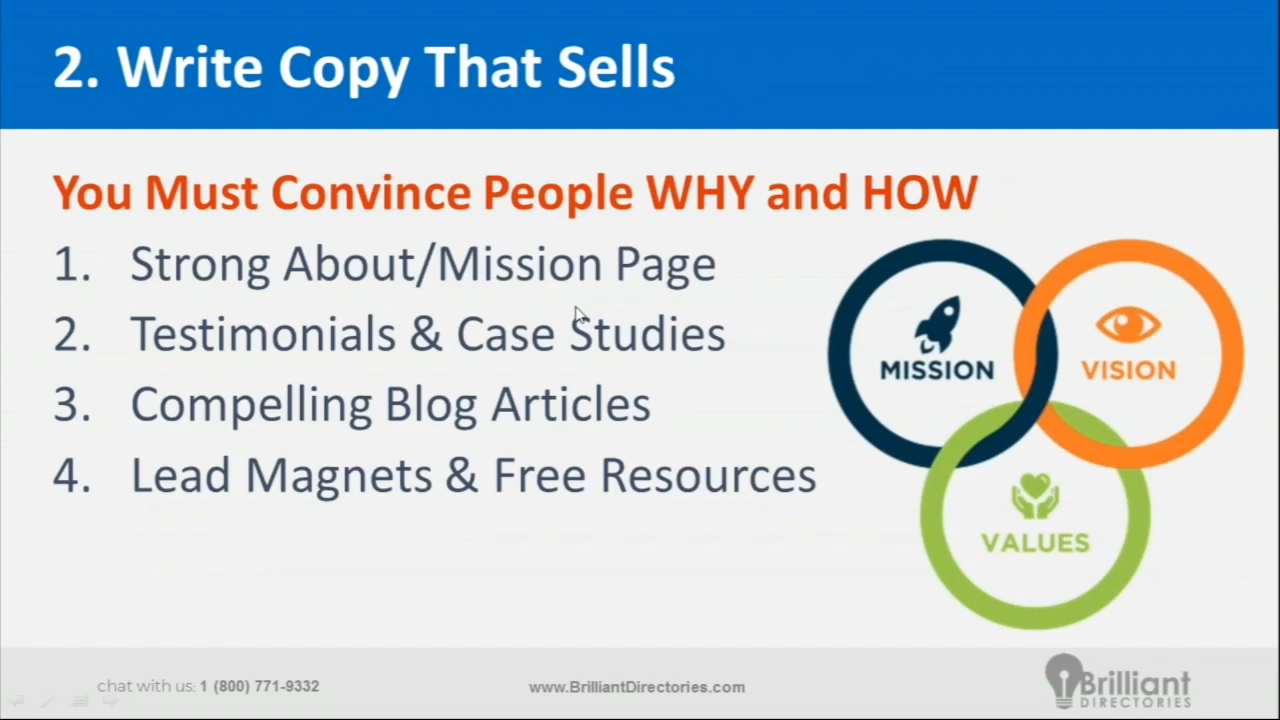 2. Write Copy That Sells
You Must Convince People WHY and HOW
1. Strong About/Mission Page
2. Testimonials & Case Studies
3. Compelling Blog Articles
4. Lead Magnets & Free Resources
MISSION
VISION
VALUES
chat with us: 1 (800) 771-9332
www.BrilliantDirectories.com
Brilliant
DIRECTORIES